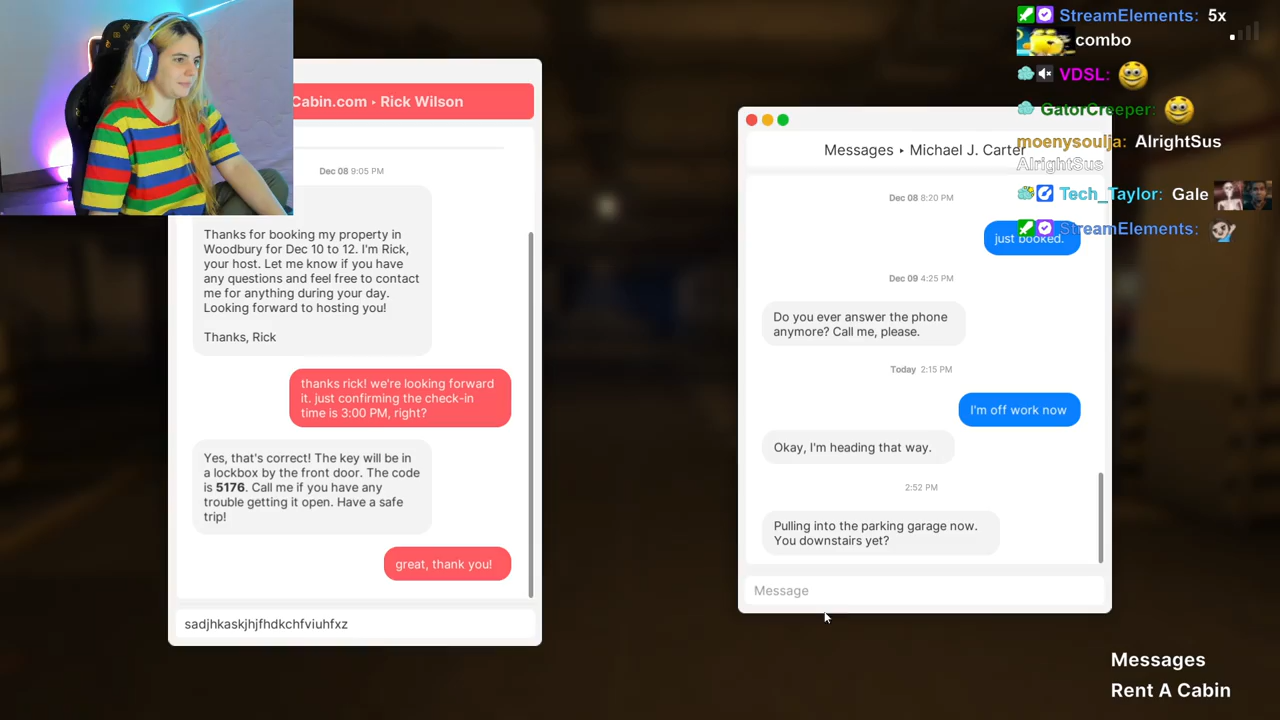 Cabin.com ▸ Rick Wilson
Dec 08 9:05 PM
Thanks for booking my property in
Woodbury for Dec 10 to 12. I'm Rick,
your host. Let me know if you have
any questions and feel free to contact
me for anything during your day.
Looking forward to hosting you!
Thanks, Rick
thanks rick! we're looking forward
it. just confirming the check-in
time is 3:00 PM, right?
Yes, that's correct! The key will be in
a lockbox by the front door. The code
is 5176. Call me if you have any
trouble getting it open. Have a safe
trip!
great, thank you!
sadjhkaskjhjfhdkchfviuhfxz
Messages ▸ Michael J. Carter
Dec 08 8:20 PM
just booked.
Dec 09 4:25 PM
Do you ever answer the phone
anymore? Call me, please.
Today 2:15 PM
I'm off work now
Okay, I'm heading that way.
2:52 PM
Pulling into the parking garage now.
You downstairs yet?
Message
StreamElements: 5x
combo
VDSL:
GatorCreeper:
moenysoulja: AlrightSus
AlrightSus
Tech_Taylor: Gale
StreamElements:
Messages
Rent A Cabin